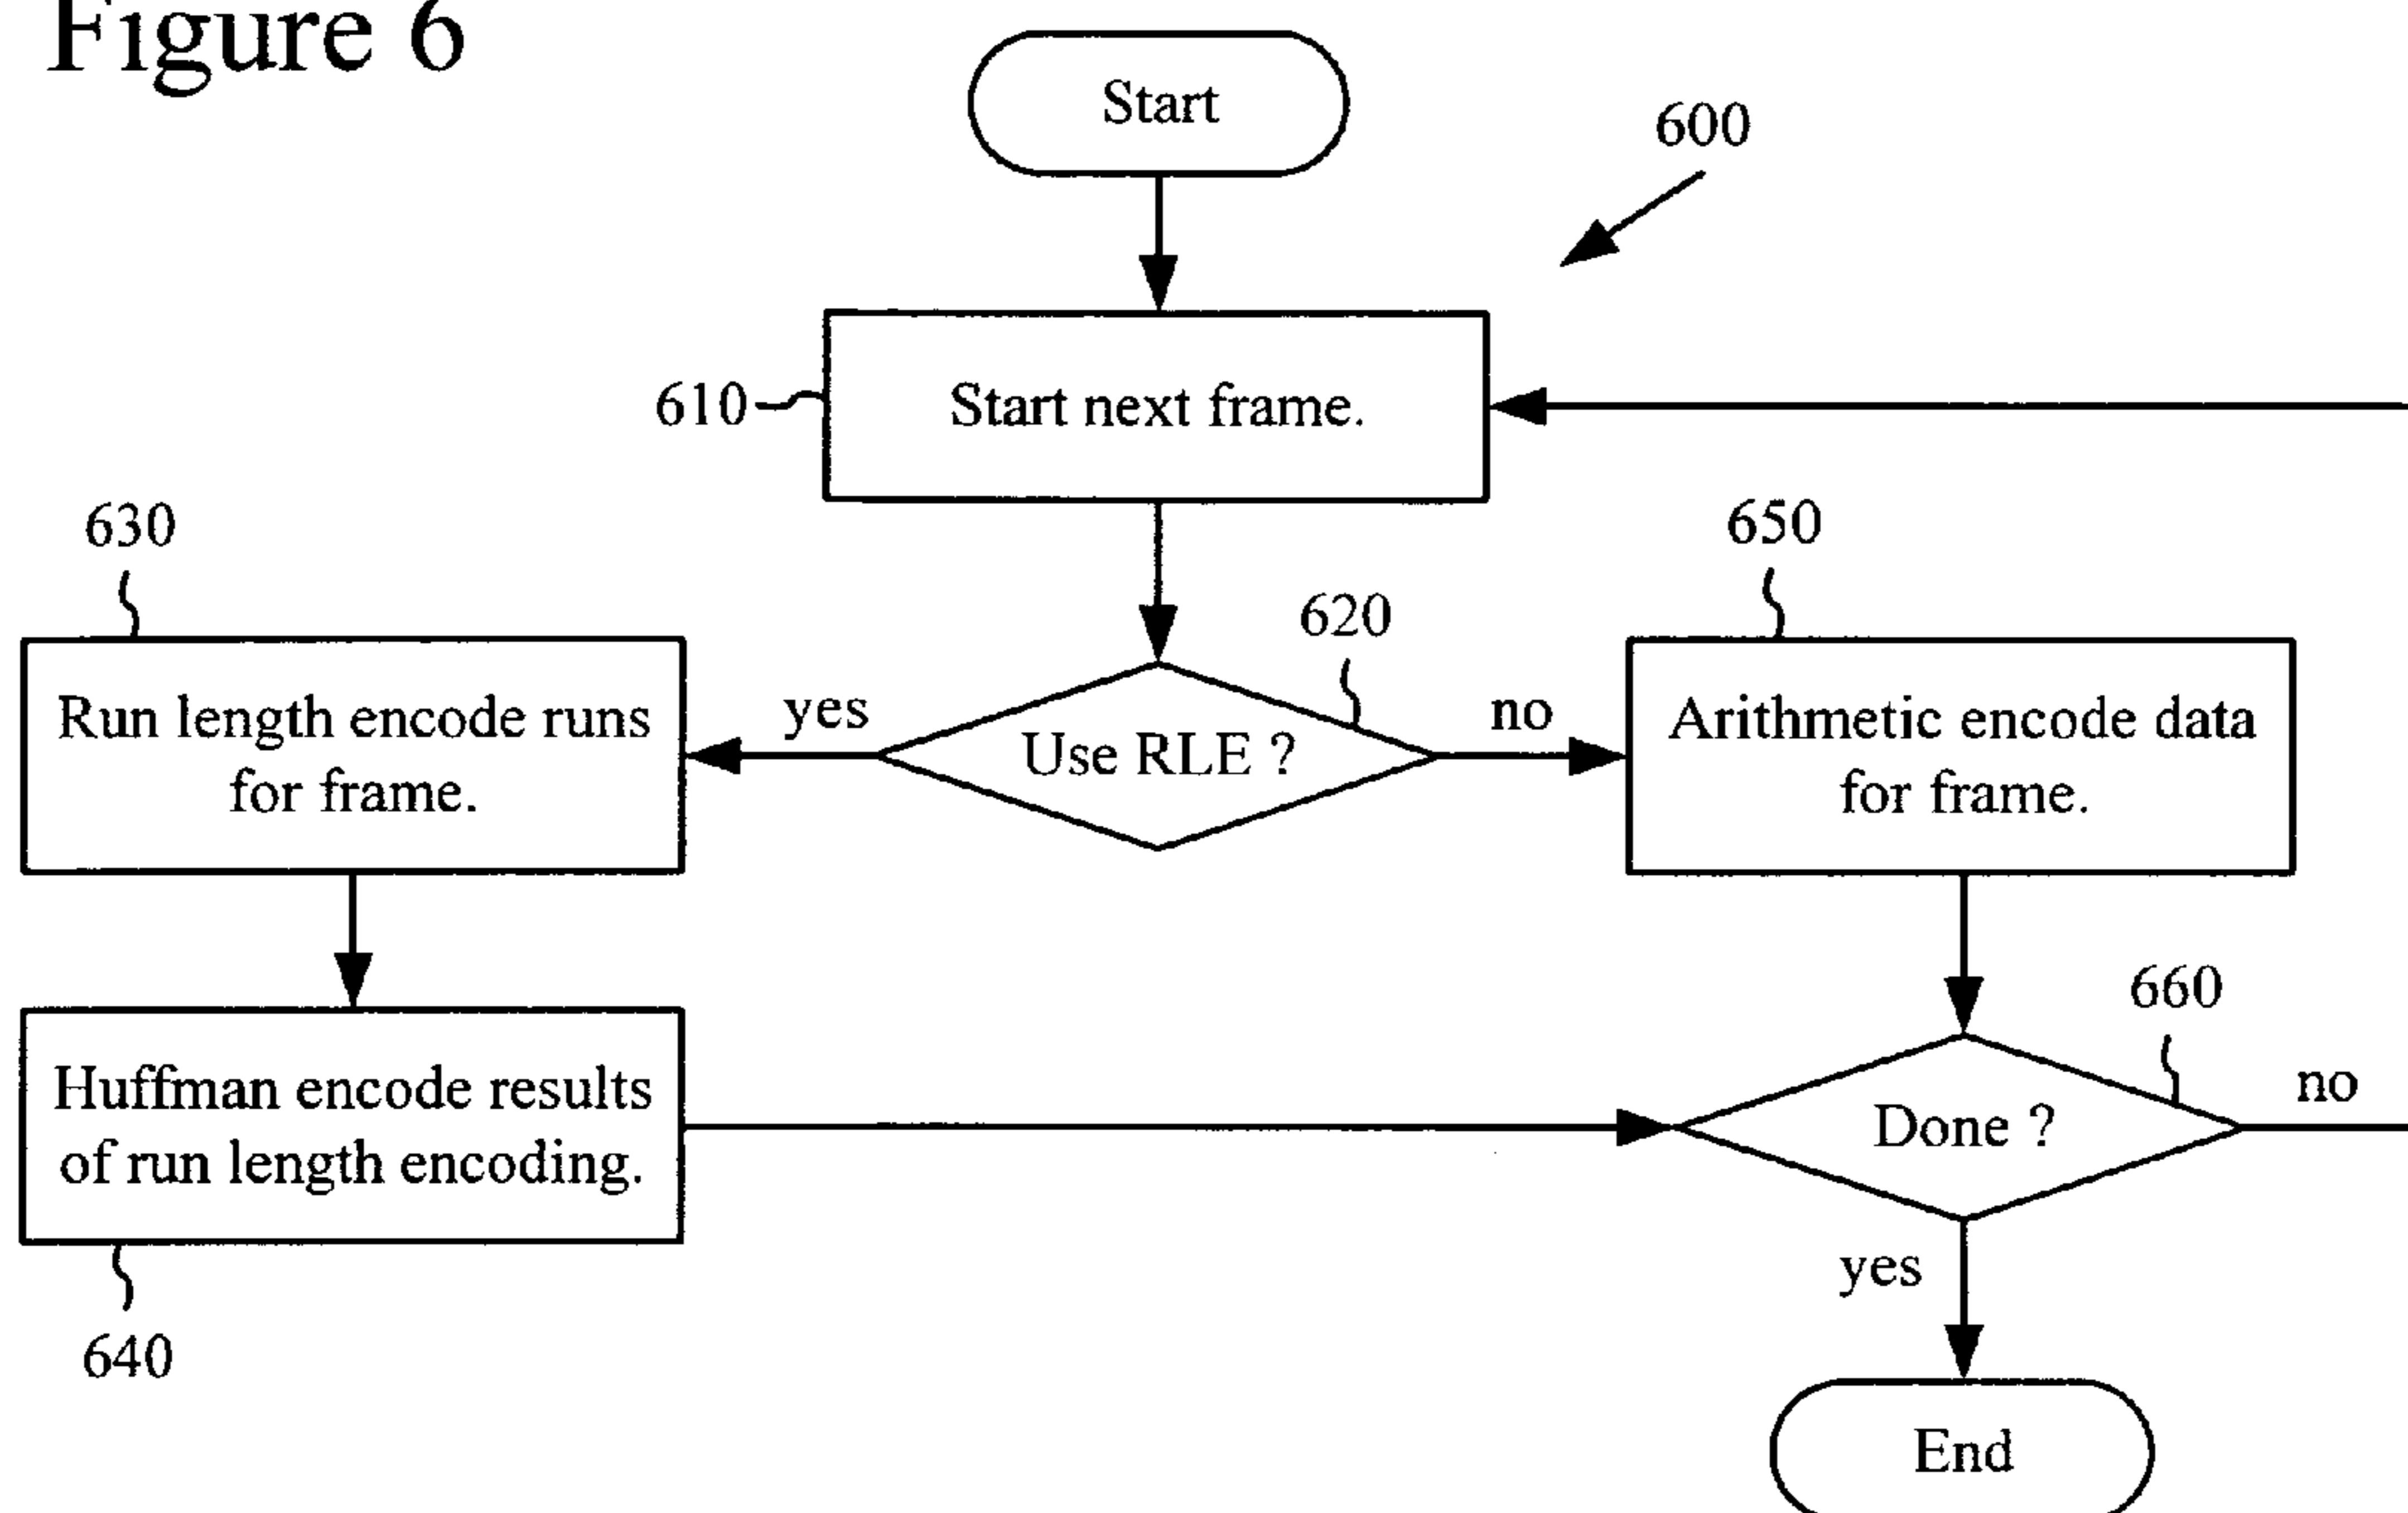 Figure 6
Start
600
610
Start next frame.
630
650
620
Run length encode runs
for frame.
yes
Use RLE ?
no
Arithmetic encode data
for frame.
660
Huffman encode results
of run length encoding.
Done ?
no
yes
640
End